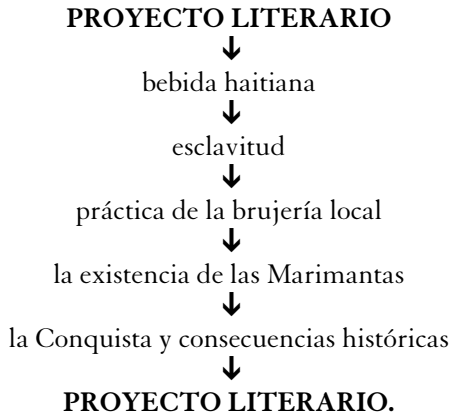 PROYECTO LITERARIO
↓
bebida haitiana
↓
esclavitud
↓
práctica de la brujería local
↓
la existencia de las Marimantas
↓
la Conquista y consecuencias históricas
↓
PROYECTO LITERARIO.